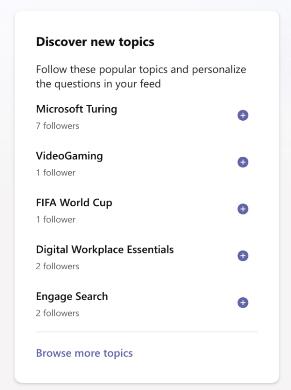 Discover new topics
Follow these popular topics and personalize
the questions in your feed
Microsoft Turing
7 followers
VideoGaming
1 follower
FIFA World Cup
1 follower
Digital Workplace Essentials
2 followers
Engage Search
2 followers
Browse more topics